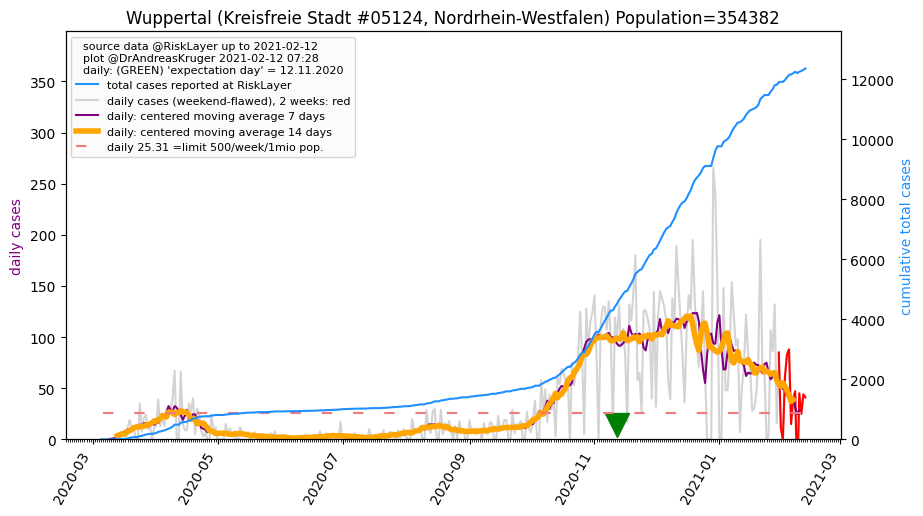 Wuppertal (Kreisfreie Stadt #05124, Nordrhein-Westfalen) Population=354382
source data @RiskLayer up to 2021-02-12
plot @DrAndreasKruger 2021-02-12 07:28
daily: (GREEN) 'expectation day' = 12.11.2020
total cases reported at RiskLayer
daily cases (weekend-flawed), 2 weeks: red
daily: centered moving average 7 days
daily: centered moving average 14 days
daily 25.31 =limit 500/week/1mio pop.
daily cases
350
300
250
200
150
100
50
0
cumulative total cases
12000
10000
8000
6000
4000
2000
0
2020-03
2020-05
2020-07
2020-09
2020-11
2021-01
2021-03